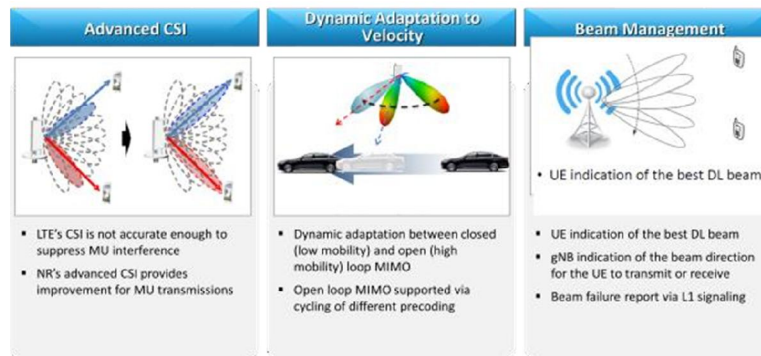 Advanced CSI
▪ LTE's CSI is not accurate enough to
suppress MU interference
▪ NR's advanced CSI provides
improvement for MU transmissions
Dynamic Adaptation to
Velocity
▪ Dynamic adaptation between closed
(low mobility) and open (high
mobility) loop MIMO
▪ Open loop MIMO supported via
cycling of different precoding
Beam Management
• UE indication of the best DL beam
▪ UE indication of the best DL beam
▪ gNB indication of the beam direction
for the UE to transmit or receive
▪ Beam failure report via L1 signaling